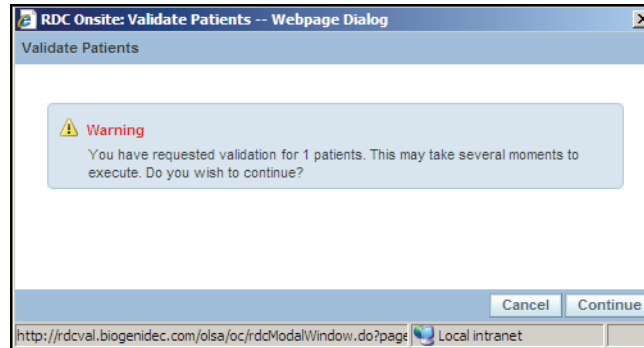 RDC Onsite: Validate Patients -- Webpage Dialog
Validate Patients
Warning
You have requested validation for 1 patients. This may take several moments to
execute. Do you wish to continue?
Cancel Continue
http://rdcval.biogenidec.com/olsa/oc/rdcModalWindow.do?page Local intranet